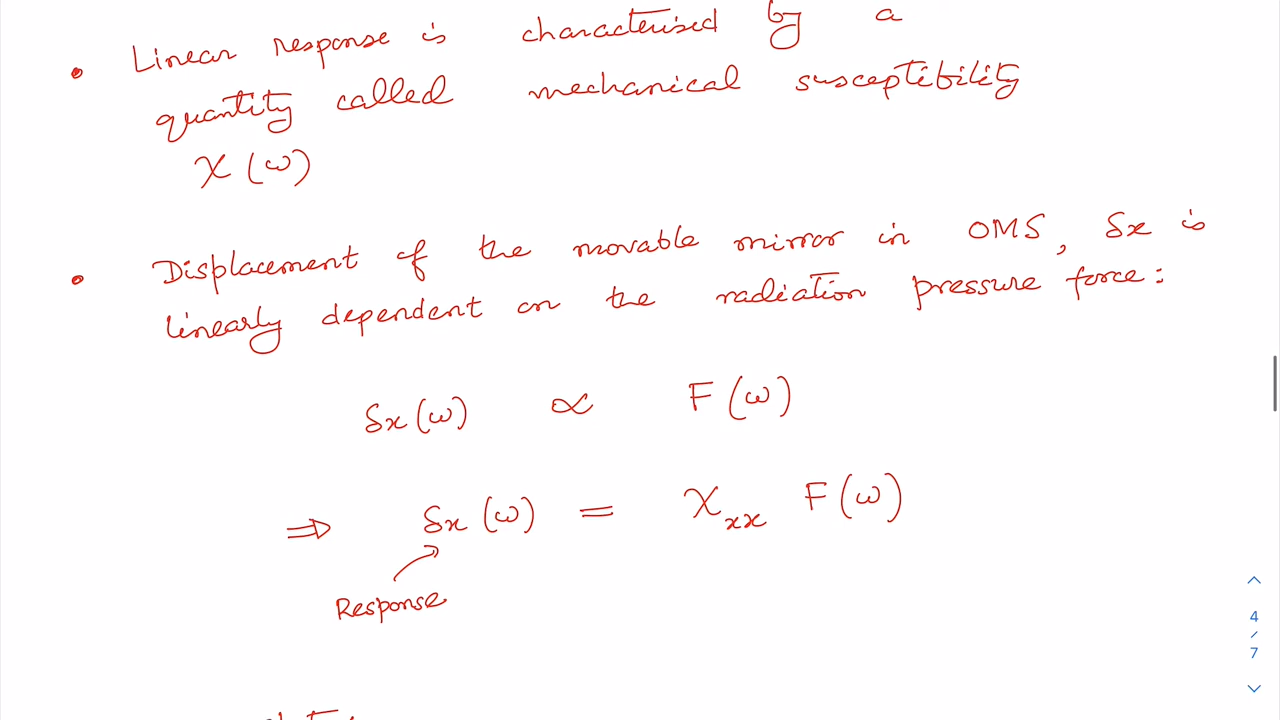 • Linear response is characterised by a
quantity called mechanical susceptibility
χ(ω)
• Displacement of the movable mirror in OMS, δx is
linearly dependent on the radiation pressure force:
δx(ω) ∝ F(ω)
⇒ δx(ω) = χ_xx F(ω)
Response
4
/
7